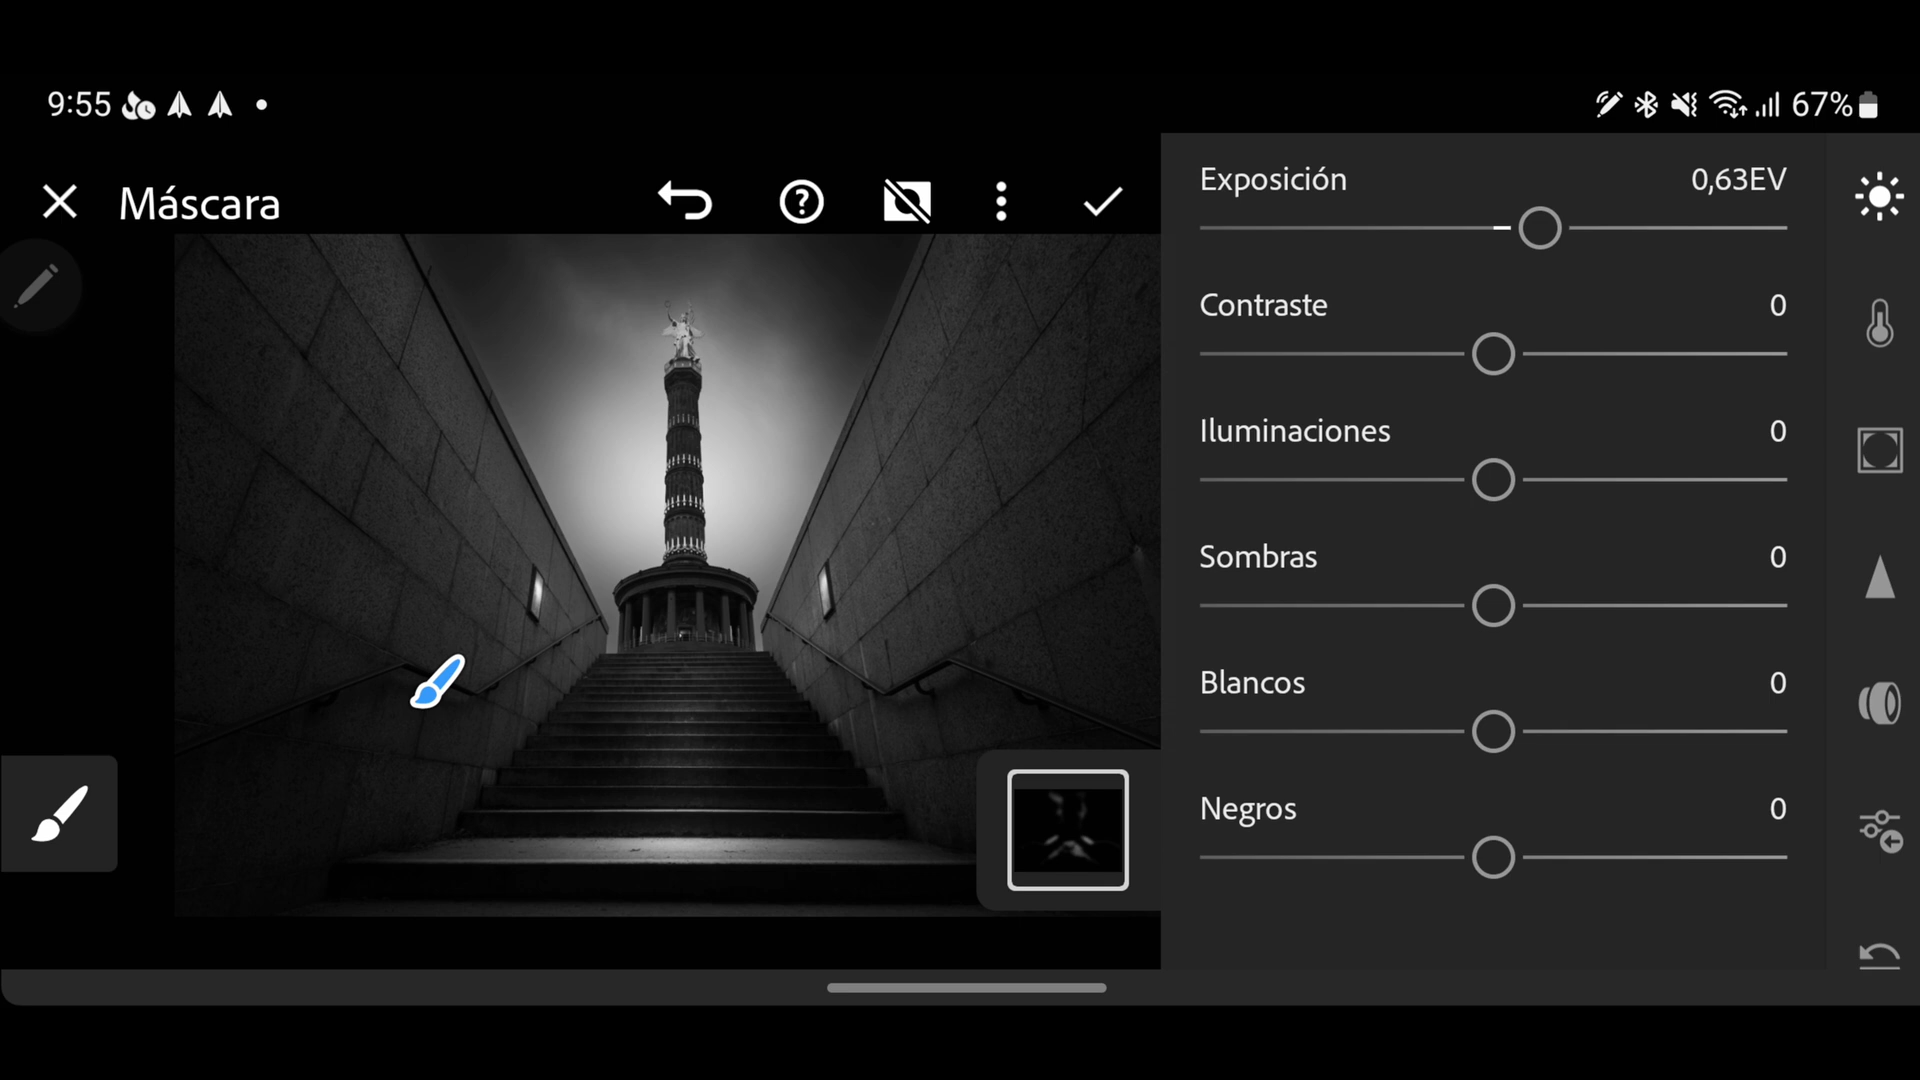 9:55
67%
Máscara
Exposición 0,63EV
Contraste 0
Iluminaciones 0
Sombras 0
Blancos 0
Negros 0